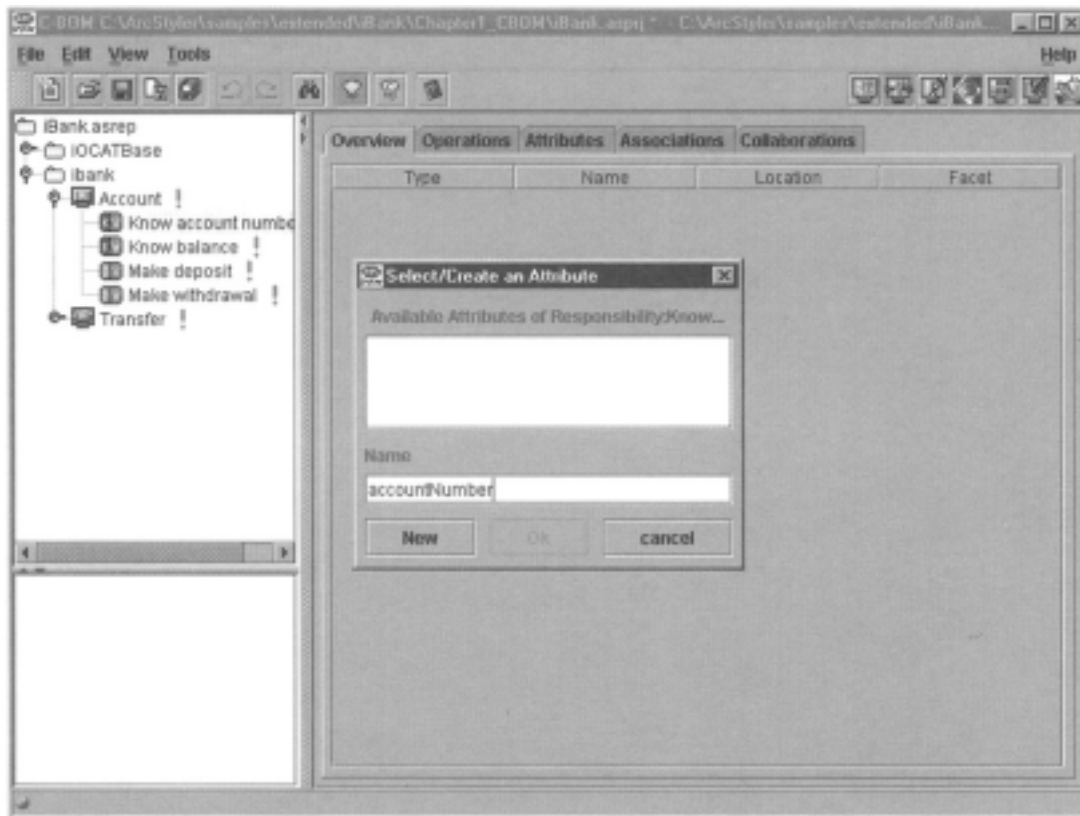 C-BOM C:\ArcStyler\samples\extended\iBank\Chapter1_CBOM\iBank.asprj * - C:\ArcStyler\samples\extended\iBank....
File Edit View Tools Help
iBank.asrep
IOCATBase
ibank
Account !
Know account numbe
Know balance !
Make deposit !
Make withdrawal !
Transfer !
Overview Operations Attributes Associations Collaborations
Type Name Location Facet
Select/Create an Attribute
Available Attributes of Responsibility:Know...
Name
accountNumber
New Ok cancel